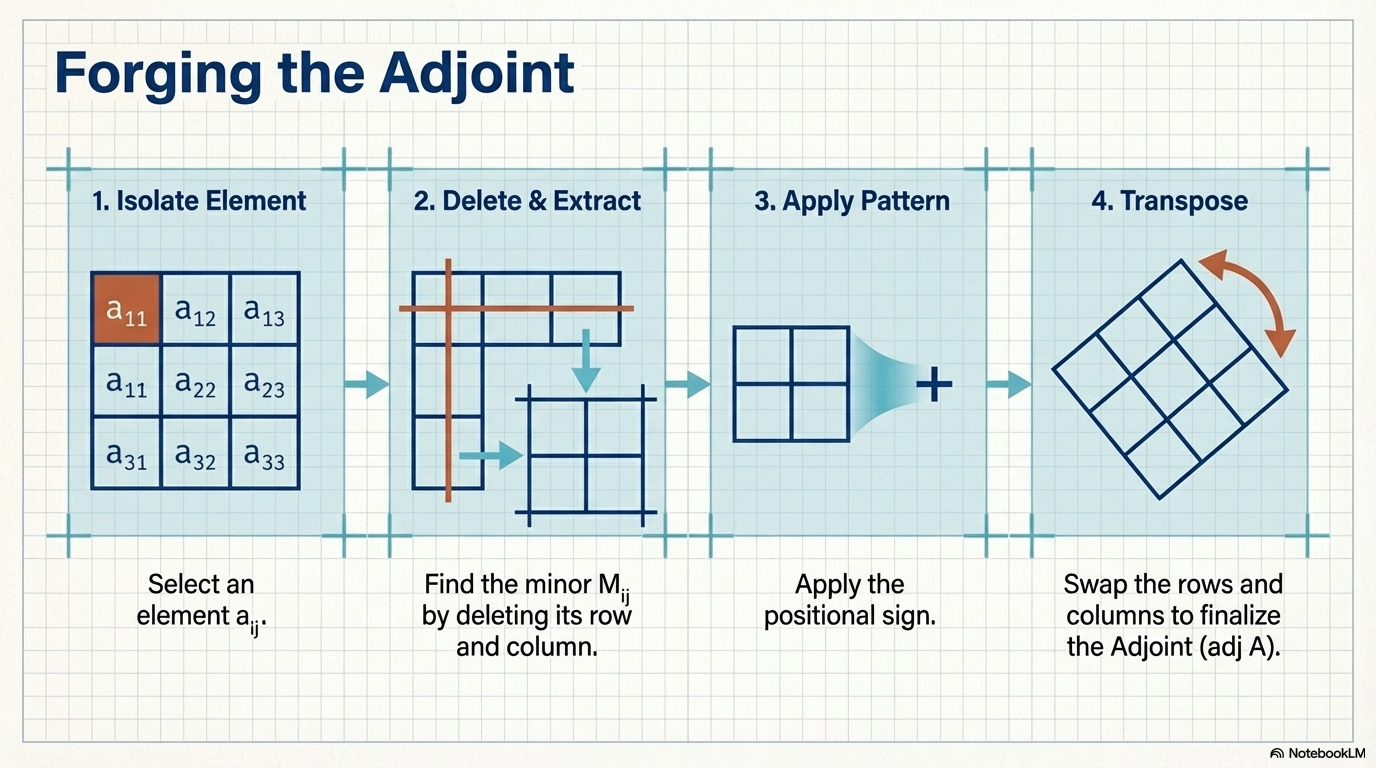 Forging the Adjoint
1. Isolate Element
a₁₁ a₁₂ a₁₃
a₁₁ a₂₂ a₂₃
a₃₁ a₃₂ a₃₃
Select an
element aᵢⱼ.
2. Delete & Extract
Find the minor Mᵢⱼ
by deleting its row
and column.
3. Apply Pattern
+
Apply the
positional sign.
4. Transpose
Swap the rows and
columns to finalize
the Adjoint (adj A).
NotebookLM